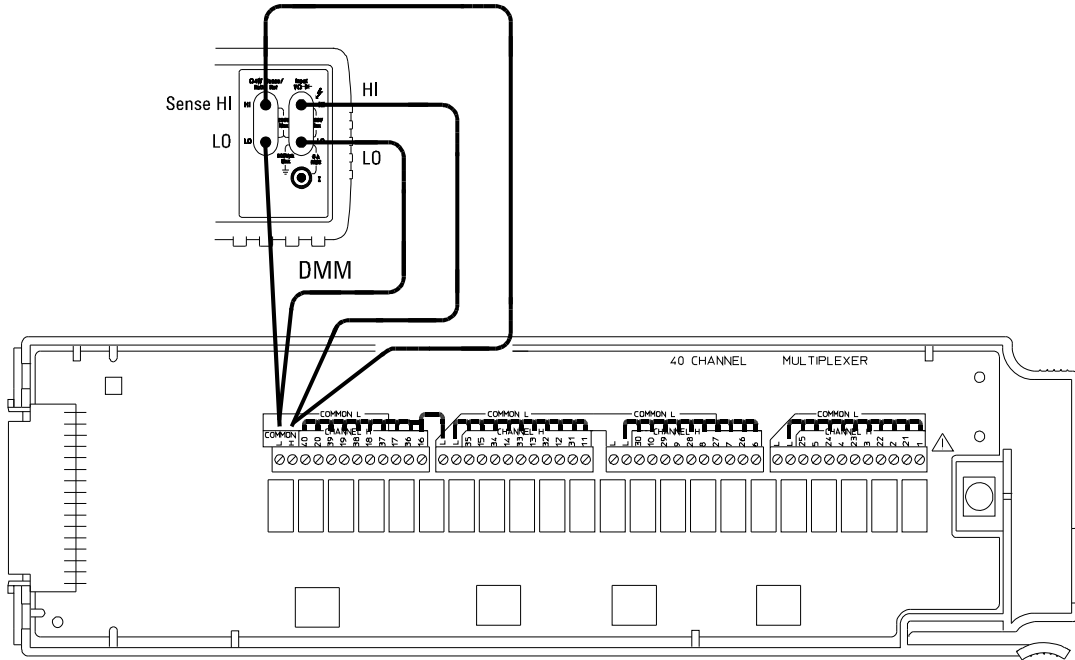 Ω4W Sense/
Input
Sense HI
HI
HI
LO
LO
LO
DMM
40 CHANNEL MULTIPLEXER
COMMON L
COMMON L
COMMON L
COMMON L
COMMON
CHANNEL H
CHANNEL H
CHANNEL H
CHANNEL H
L H 40 20 39 19 38 18 37 17 36 16
L L 35 15 34 14 33 13 32 12 31 11
L L 30 10 29 9 28 8 27 7 26 6
L L 25 5 24 4 23 3 22 2 21 1
I